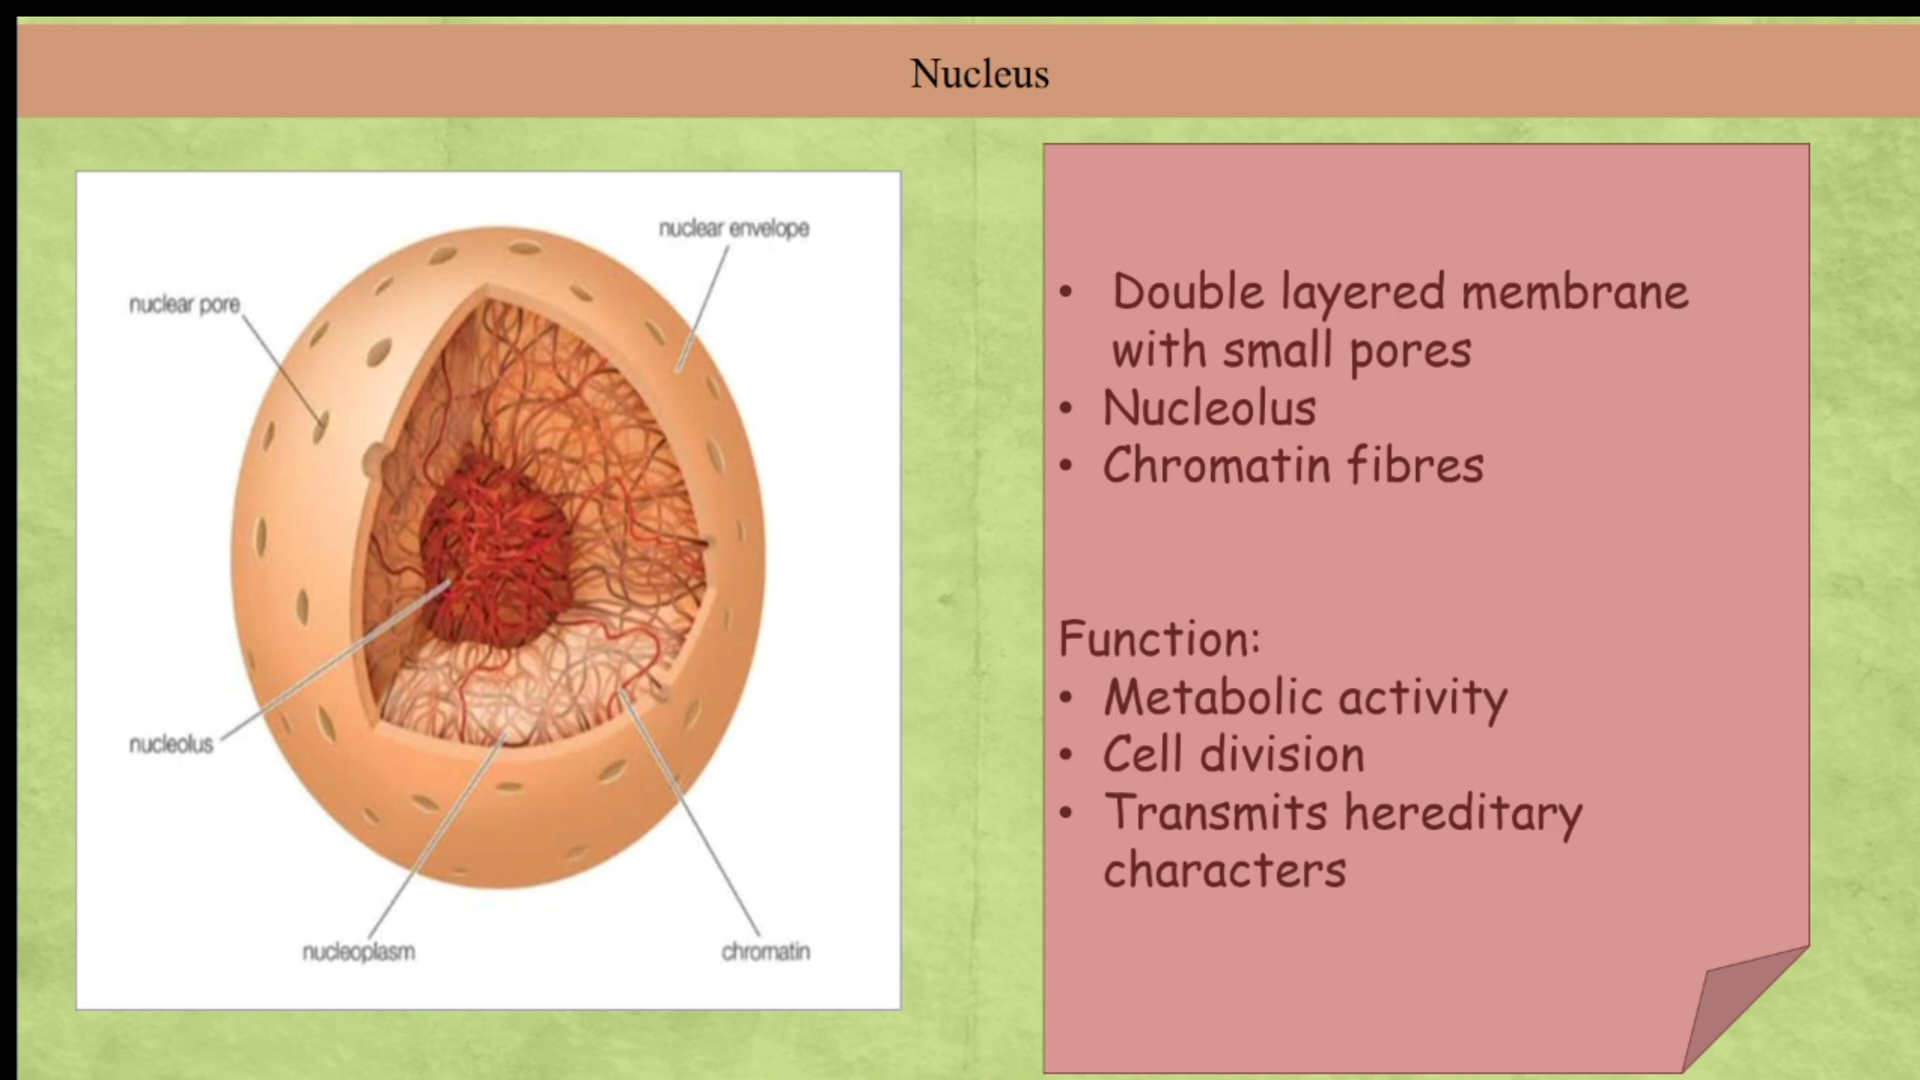 Nucleus
nuclear envelope
nuclear pore
nucleolus
nucleoplasm
chromatin
• Double layered membrane
with small pores
• Nucleolus
• Chromatin fibres
Function:
• Metabolic activity
• Cell division
• Transmits hereditary
characters